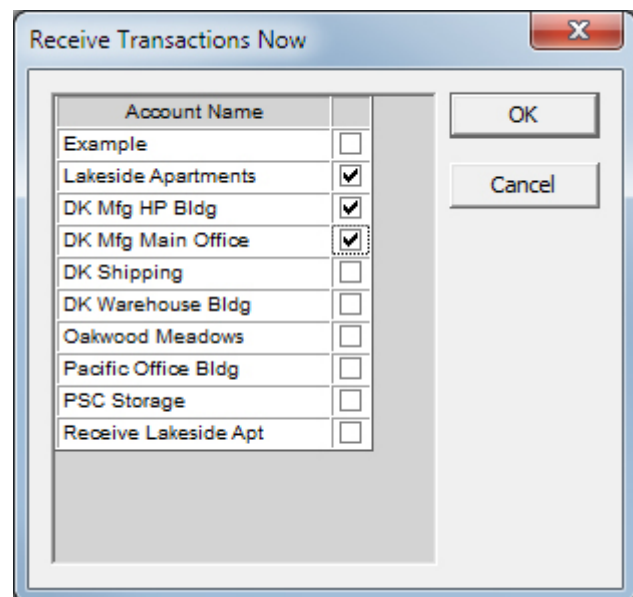 Receive Transactions Now
Account Name
OK
Example
Lakeside Apartments
Cancel
DK Mfg HP Bldg
DK Mfg Main Office
DK Shipping
DK Warehouse Bldg
Oakwood Meadows
Pacific Office Bldg
PSC Storage
Receive Lakeside Apt